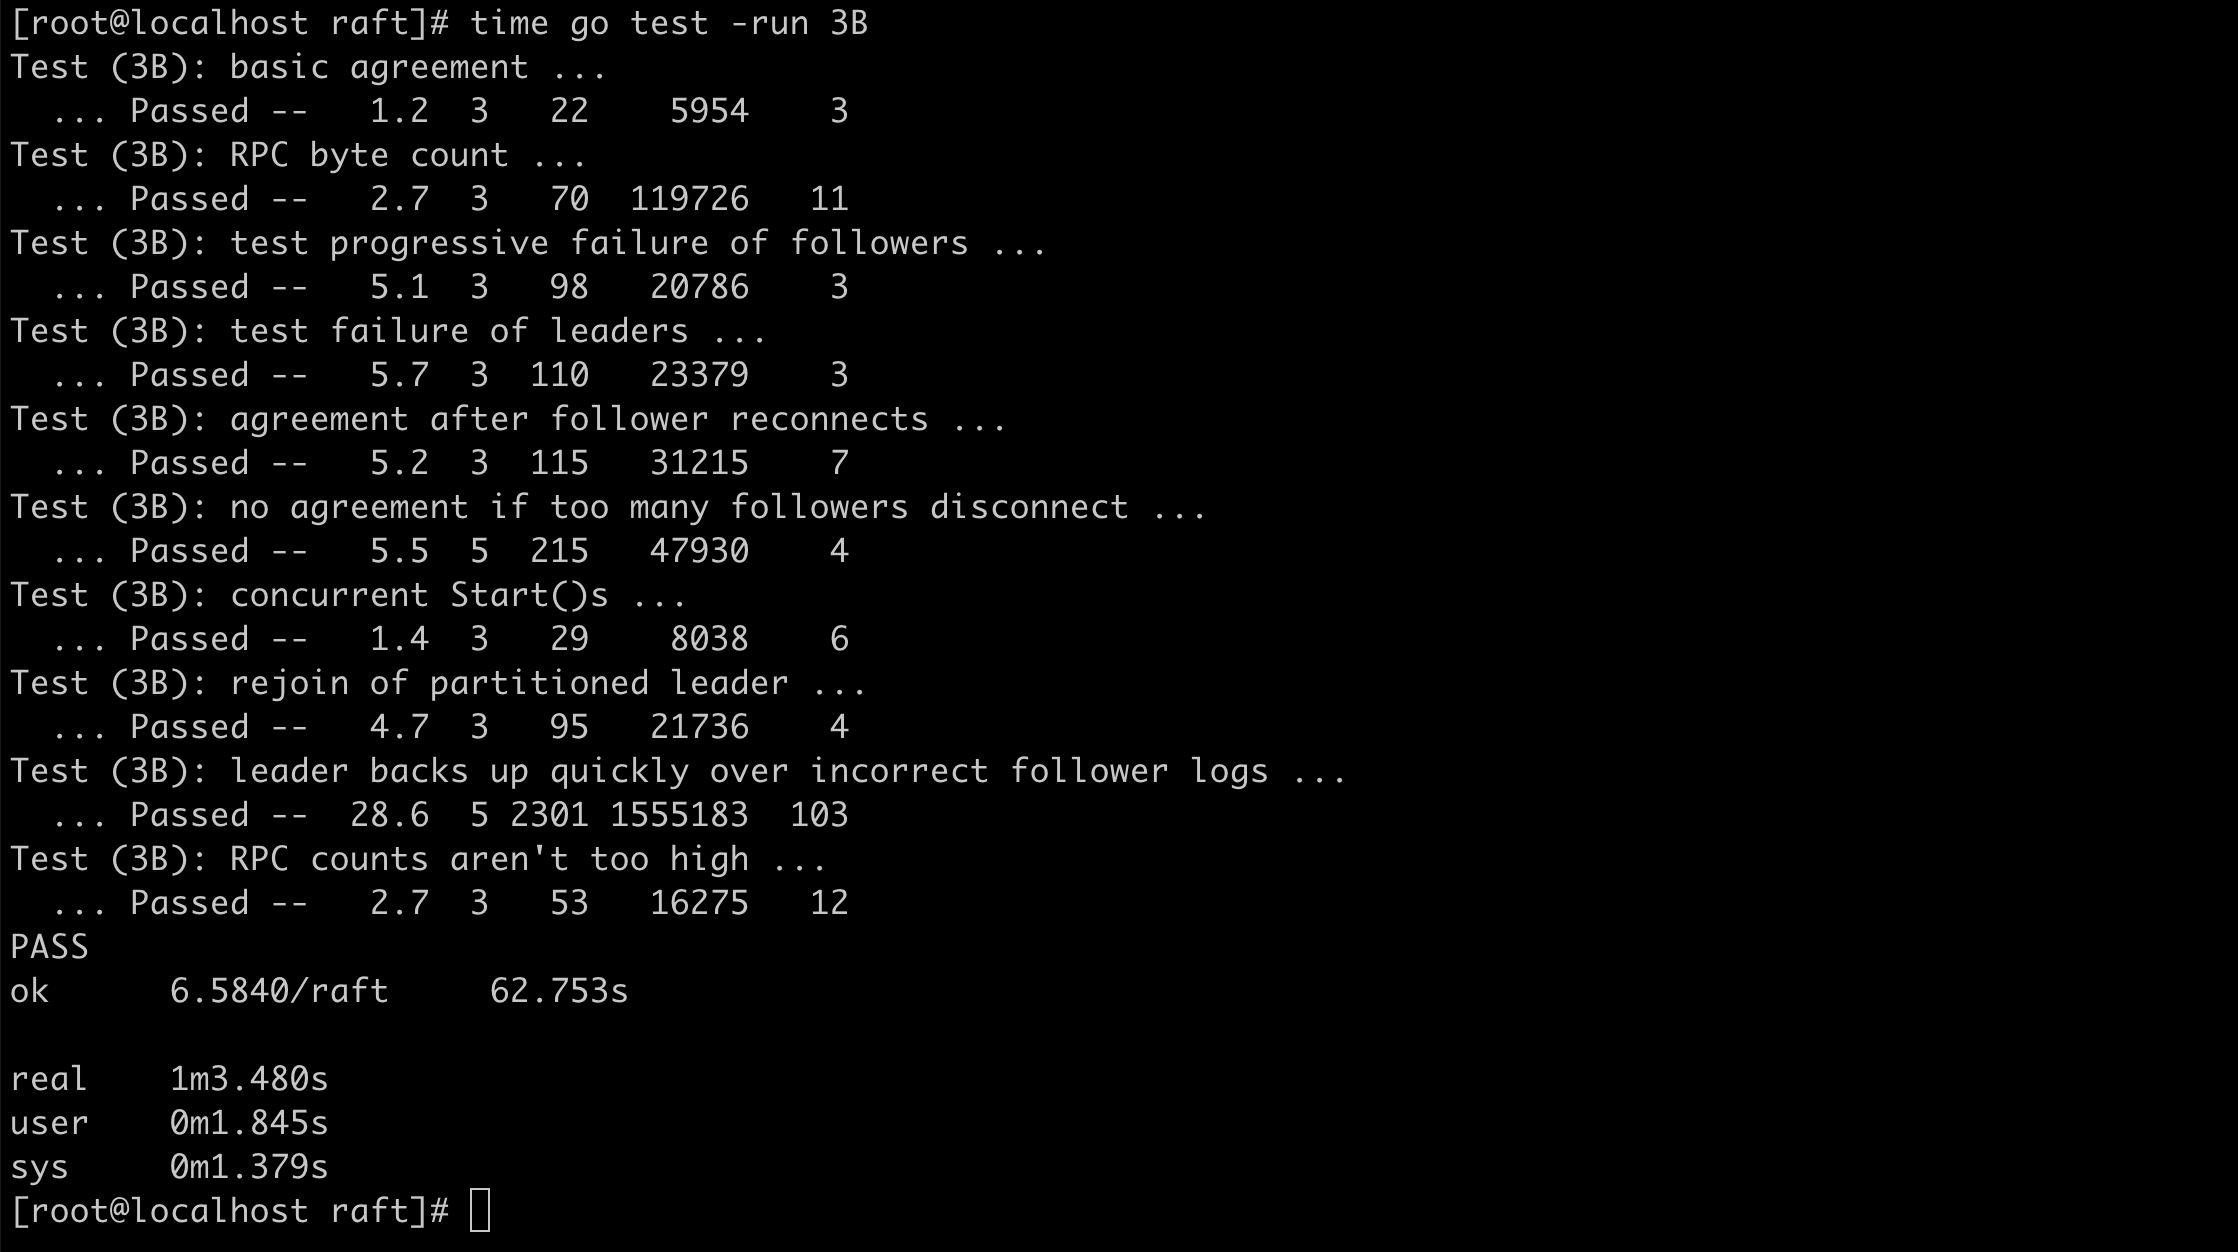 [root@localhost raft]# time go test -run 3B
Test (3B): basic agreement ...
  ... Passed --   1.2  3   22    5954    3
Test (3B): RPC byte count ...
  ... Passed --   2.7  3   70  119726   11
Test (3B): test progressive failure of followers ...
  ... Passed --   5.1  3   98   20786    3
Test (3B): test failure of leaders ...
  ... Passed --   5.7  3  110   23379    3
Test (3B): agreement after follower reconnects ...
  ... Passed --   5.2  3  115   31215    7
Test (3B): no agreement if too many followers disconnect ...
  ... Passed --   5.5  5  215   47930    4
Test (3B): concurrent Start()s ...
  ... Passed --   1.4  3   29    8038    6
Test (3B): rejoin of partitioned leader ...
  ... Passed --   4.7  3   95   21736    4
Test (3B): leader backs up quickly over incorrect follower logs ...
  ... Passed --  28.6  5 2301 1555183  103
Test (3B): RPC counts aren't too high ...
  ... Passed --   2.7  3   53   16275   12
PASS
ok      6.5840/raft     62.753s

real    1m3.480s
user    0m1.845s
sys     0m1.379s
[root@localhost raft]#